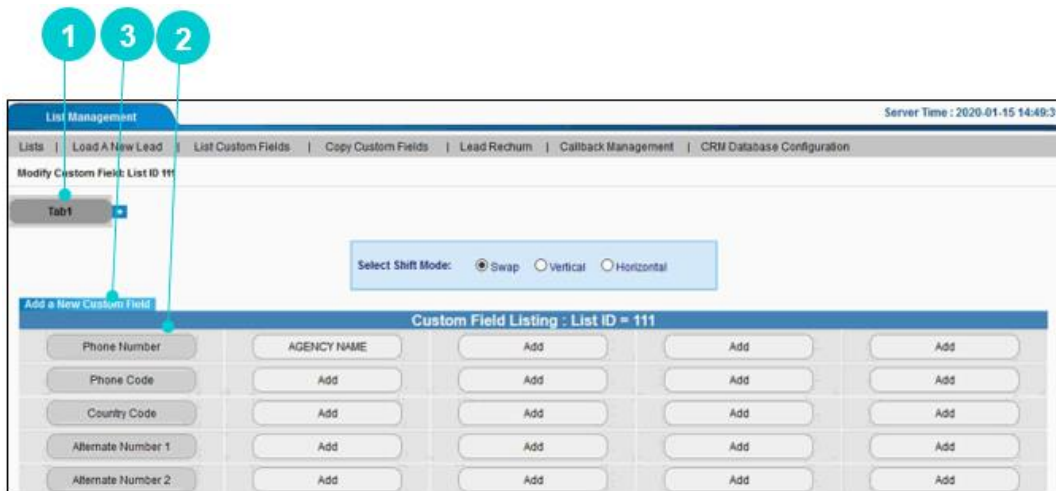 1 3 2
List Management Server Time : 2020-01-15 14:49:3
Lists | Load A New Lead | List Custom Fields | Copy Custom Fields | Lead Rechurn | Callback Management | CRM Database Configuration
Modify Custom Field: List ID 111
Tab1 +
Select Shift Mode: Swap Vertical Horizontal
Add a New Custom Field
Custom Field Listing : List ID = 111
Phone Number AGENCY NAME Add Add Add
Phone Code Add Add Add Add
Country Code Add Add Add Add
Alternate Number 1 Add Add Add Add
Alternate Number 2 Add Add Add Add